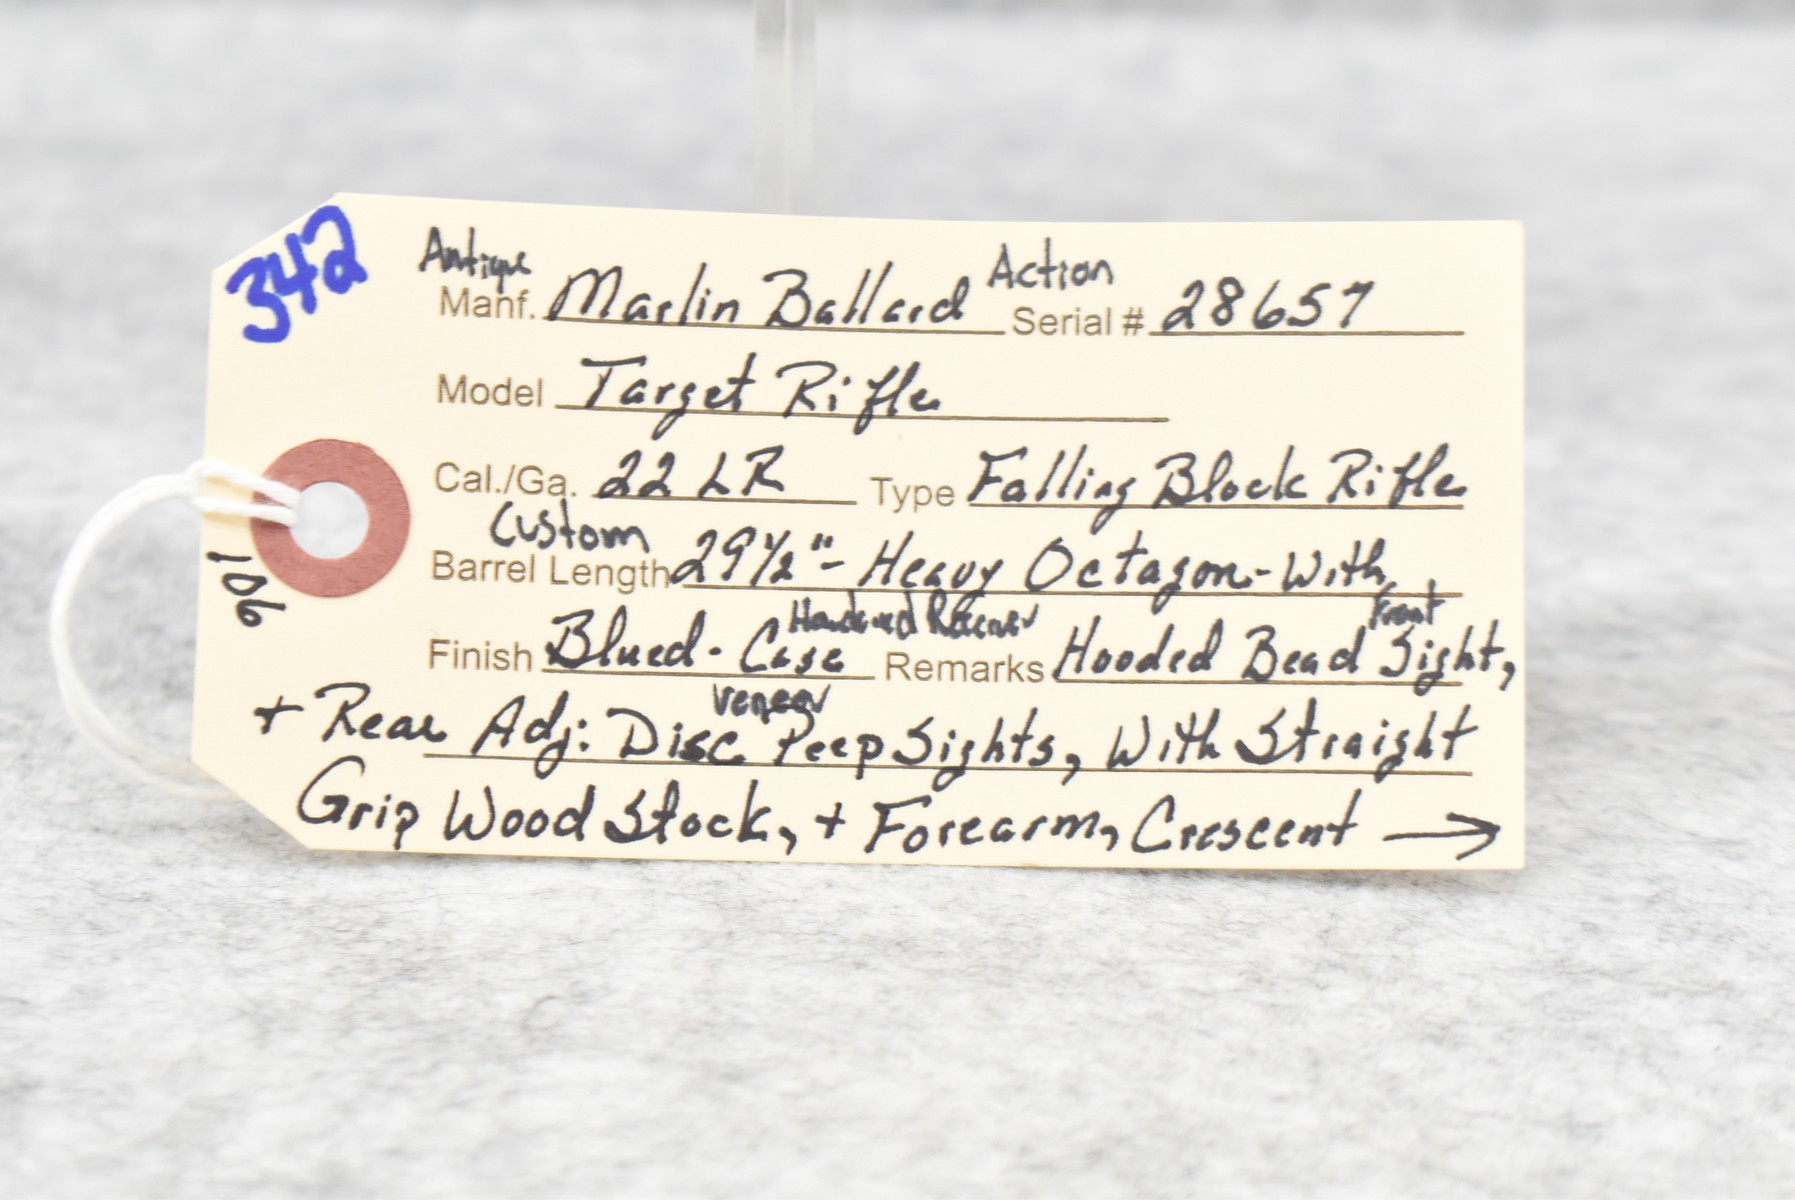 342
Antique Action
Manf. Marlin Ballard Serial # 28657
Model Target Rifle
Cal./Ga. 22 LR Type Falling Block Rifle
Custom
Barrel Length 29 1/2" - Heavy Octagon - With
106
Hardened Receiver Front
Finish Blued - Case Remarks Hooded Bead Sight,
Veneer
+ Rear Adj: Disc Peep Sights, With Straight
Grip Wood Stock, + Forearm, Crescent →